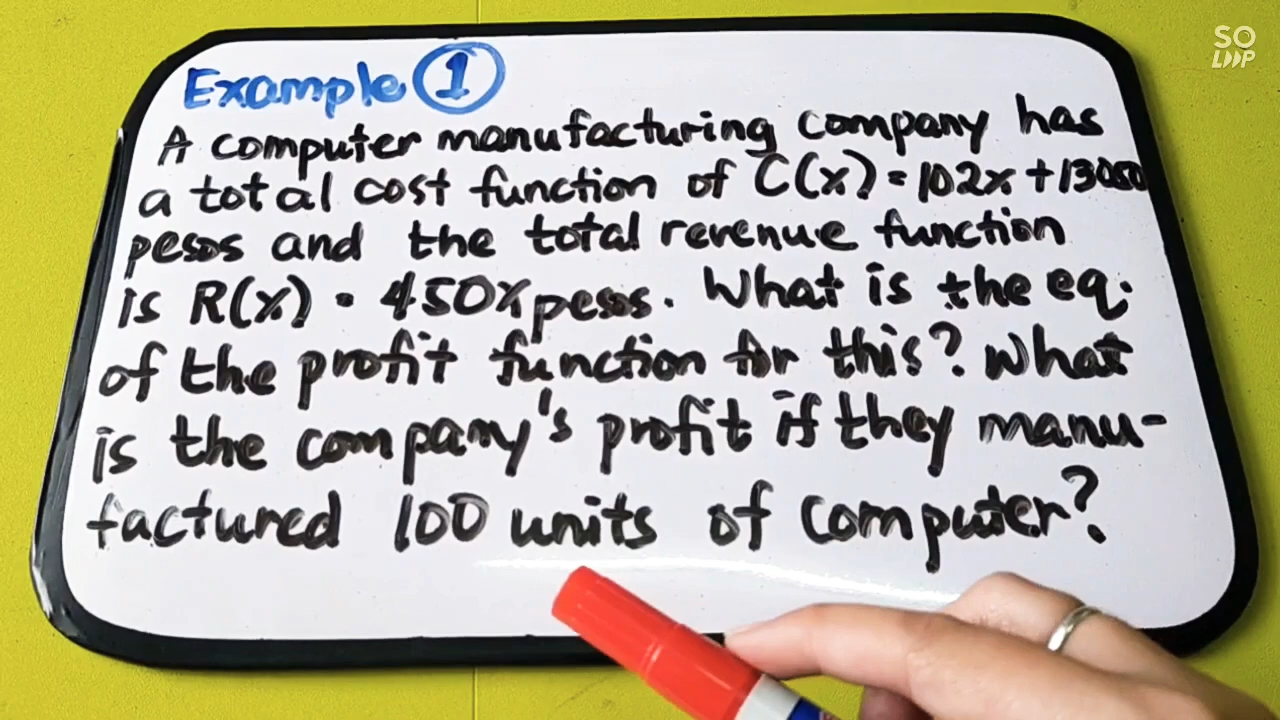 Example 1
A computer manufacturing company has
a total cost function of C(x) = 102x + 13050
pesos and the total revenue function
is R(x) = 450x pesos. What is the eq.
of the profit function for this? What
is the company's profit if they manu-
factured 100 units of computer?
SO
LOOP